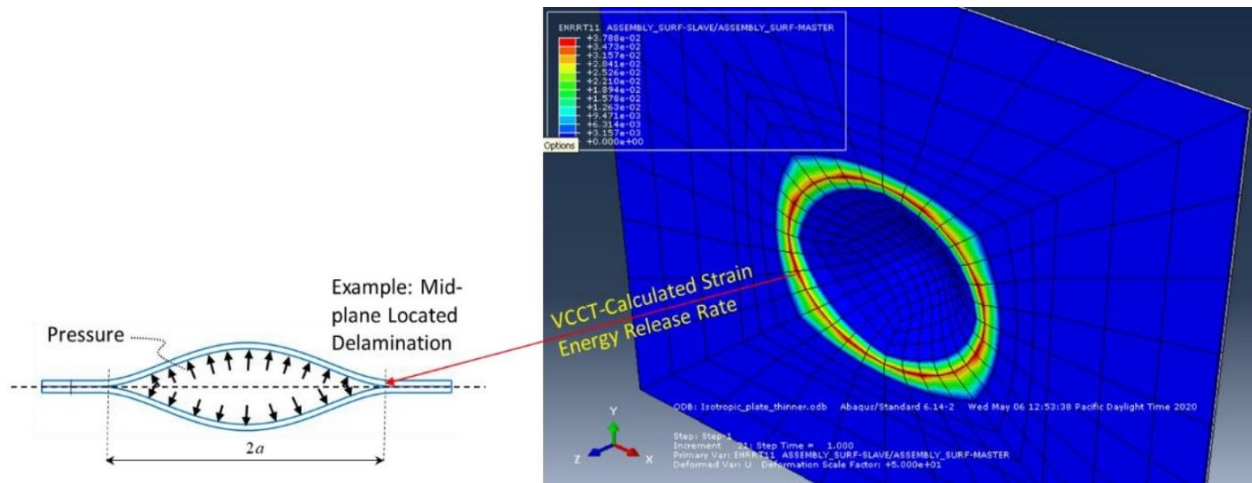 Pressure
Example: Mid-
plane Located
Delamination
2a
VCCT-Calculated Strain
Energy Release Rate
ENRRT11 ASSEMBLY_SURF-SLAVE/ASSEMBLY_SURF-MASTER
+3.788e-02
+3.473e-02
+3.157e-02
+2.841e-02
+2.526e-02
+2.210e-02
+1.894e-02
+1.578e-02
+1.263e-02
+9.471e-03
+6.314e-03
+3.157e-03
+0.000e+00
Options
ODB: Isotropic_plate_thinner.odb Abaqus/Standard 6.14-2 Wed May 06 12:53:38 Pacific Daylight Time 2020
Y
Z
X
Step: Step-1
Increment 21: Step Time = 1.000
Primary Var: ENRRT11 ASSEMBLY_SURF-SLAVE/ASSEMBLY_SURF-MASTER
Deformed Var: U Deformation Scale Factor: +5.000e+01